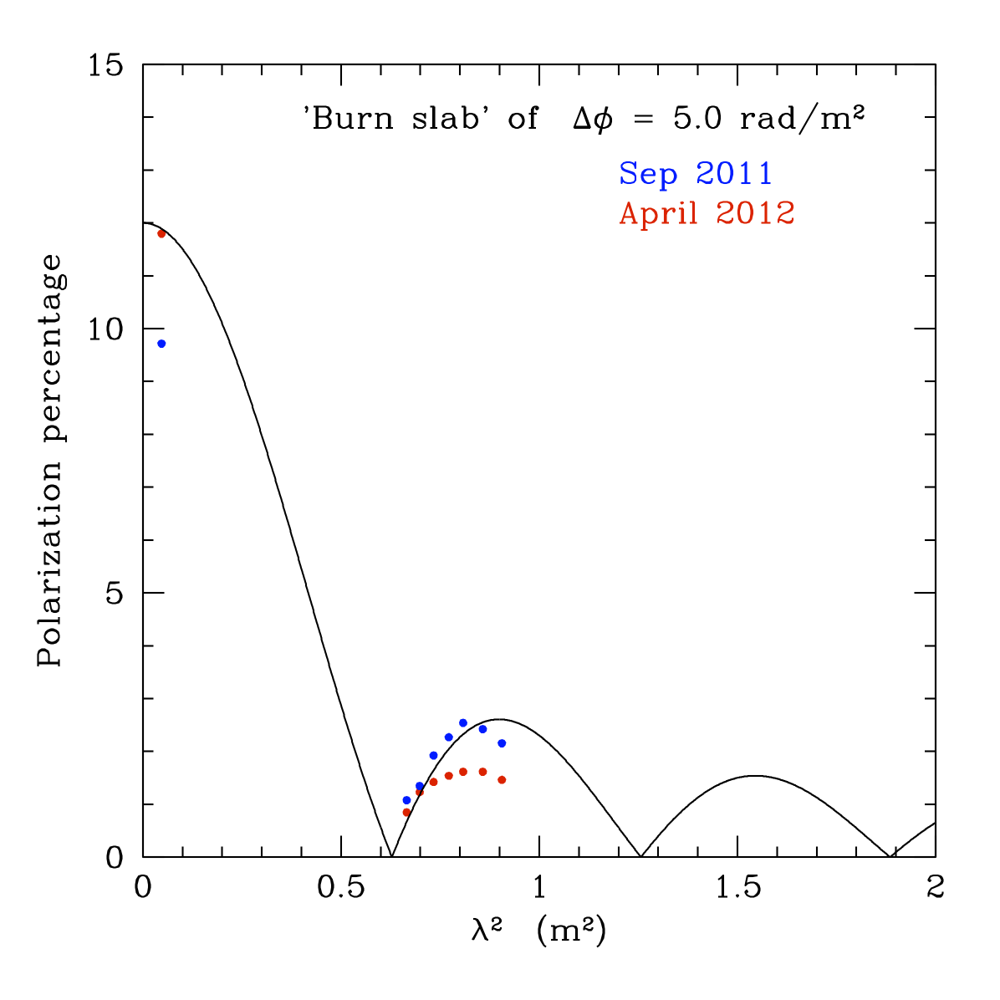 15
'Burn slab' of Δϕ = 5.0 rad/m²
Sep 2011
April 2012
10
Polarization percentage
5
0
0 0.5 1 1.5 2
λ² (m²)